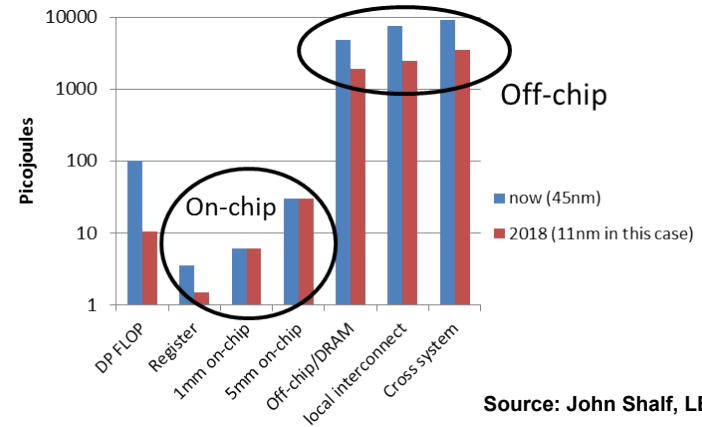 10000
1000
100
10
1
Picojoules
On-chip
Off-chip
now (45nm)
2018 (11nm in this case)
DP FLOP
Register
1mm on-chip
5mm on-chip
Off-chip/DRAM
local interconnect
Cross system
Source: John Shalf,